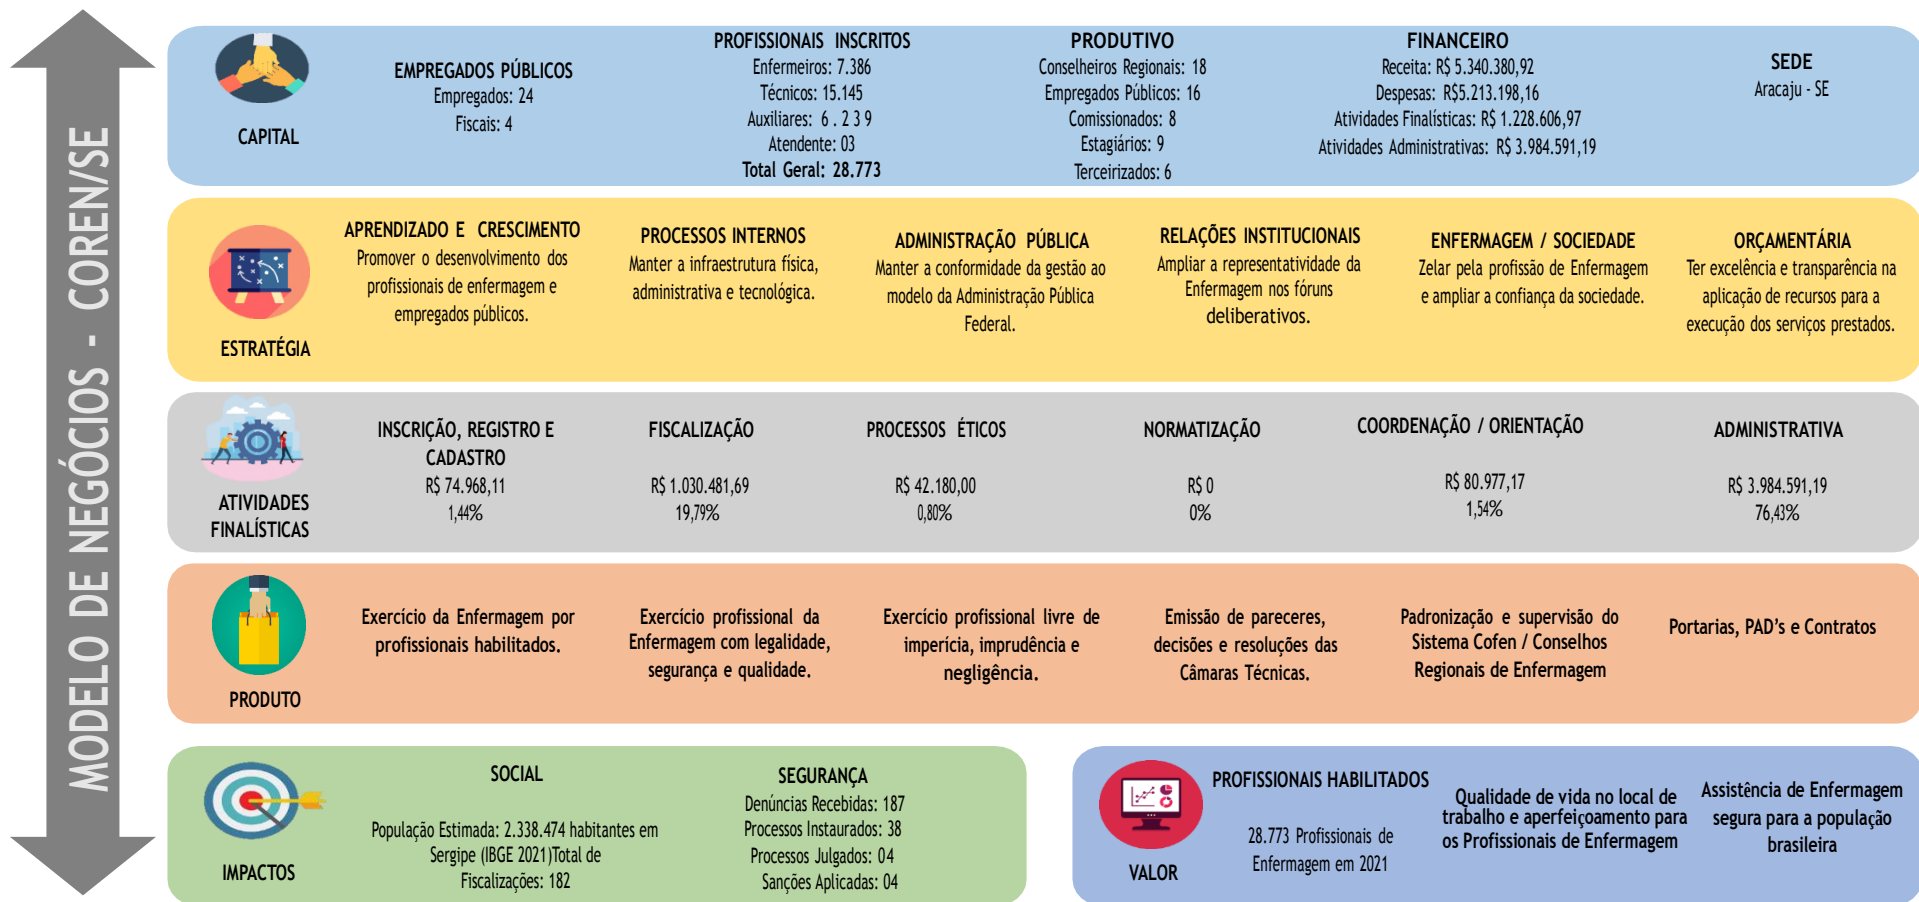 MODELO DE NEGÓCIOS - COREN/SE
CAPITAL
EMPREGADOS PÚBLICOS
Empregados: 24
Fiscais: 4
PROFISSIONAIS INSCRITOS
Enfermeiros: 7.386
Técnicos: 15.145
Auxiliares: 6.239
Atendente: 03
Total Geral: 28.773
PRODUTIVO
Conselheiros Regionais: 18
Empregados Públicos: 16
Comissionados: 8
Estagiários: 9
Terceirizados: 6
FINANCEIRO
Receita: R$ 5.340.380,92
Despesas: R$5.213.198,16
Atividades Finalísticas: R$ 1.228.606,97
Atividades Administrativas: R$ 3.984.591,19
SEDE
Aracaju - SE
ESTRATÉGIA
APRENDIZADO E CRESCIMENTO
Promover o desenvolvimento dos
profissionais de enfermagem e
empregados públicos.
PROCESSOS INTERNOS
Manter a infraestrutura física,
administrativa e tecnológica.
ADMINISTRAÇÃO PÚBLICA
Manter a conformidade da gestão ao
modelo da Administração Pública
Federal.
RELAÇÕES INSTITUCIONAIS
Ampliar a representatividade da
Enfermagem nos fóruns
deliberativos.
ENFERMAGEM / SOCIEDADE
Zelar pela profissão de Enfermagem
e ampliar a confiança da sociedade.
ORÇAMENTÁRIA
Ter excelência e transparência na
aplicação de recursos para a
execução dos serviços prestados.
ATIVIDADES
FINALÍSTICAS
INSCRIÇÃO, REGISTRO E
CADASTRO
R$ 74.968,11
1,44%
FISCALIZAÇÃO
R$ 1.030.481,69
19,79%
PROCESSOS ÉTICOS
R$ 42.180,00
0,80%
NORMATIZAÇÃO
R$ 0
0%
COORDENAÇÃO / ORIENTAÇÃO
R$ 80.977,17
1,54%
ADMINISTRATIVA
R$ 3.984.591,19
76,43%
PRODUTO
Exercício da Enfermagem por
profissionais habilitados.
Exercício profissional da
Enfermagem com legalidade,
segurança e qualidade.
Exercício profissional livre de
imperícia, imprudência e
negligência.
Emissão de pareceres,
decisões e resoluções das
Câmaras Técnicas.
Padronização e supervisão do
Sistema Cofen / Conselhos
Regionais de Enfermagem
Portarias, PAD's e Contratos
IMPACTOS
SOCIAL
População Estimada: 2.338.474 habitantes em
Sergipe (IBGE 2021)Total de
Fiscalizações: 182
SEGURANÇA
Denúncias Recebidas: 187
Processos Instaurados: 38
Processos Julgados: 04
Sanções Aplicadas: 04
VALOR
PROFISSIONAIS HABILITADOS
28.773 Profissionais de
Enfermagem em 2021
Qualidade de vida no local de
trabalho e aperfeiçoamento para
os Profissionais de Enfermagem
Assistência de Enfermagem
segura para a população
brasileira